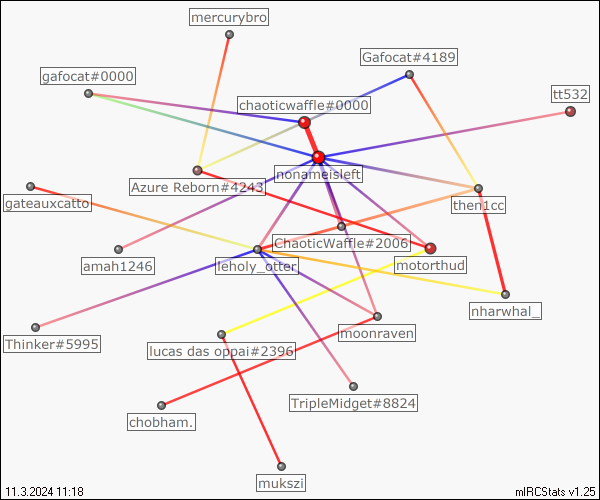 mercurybro
Gafocat#4189
gafocat#0000
tt532
chaoticwaffle#0000
nonameisleft
Azure Reborn#4243
gateauxcatto
then1cc
ChaoticWaffle#2006
amah1246
leholy_otter
motorthud
nharwhal_
Thinker#5995
moonraven
lucas das oppai#2396
TripleMidget#8824
chobham.
mukszi
11.3.2024 11:18
mIRCStats v1.25